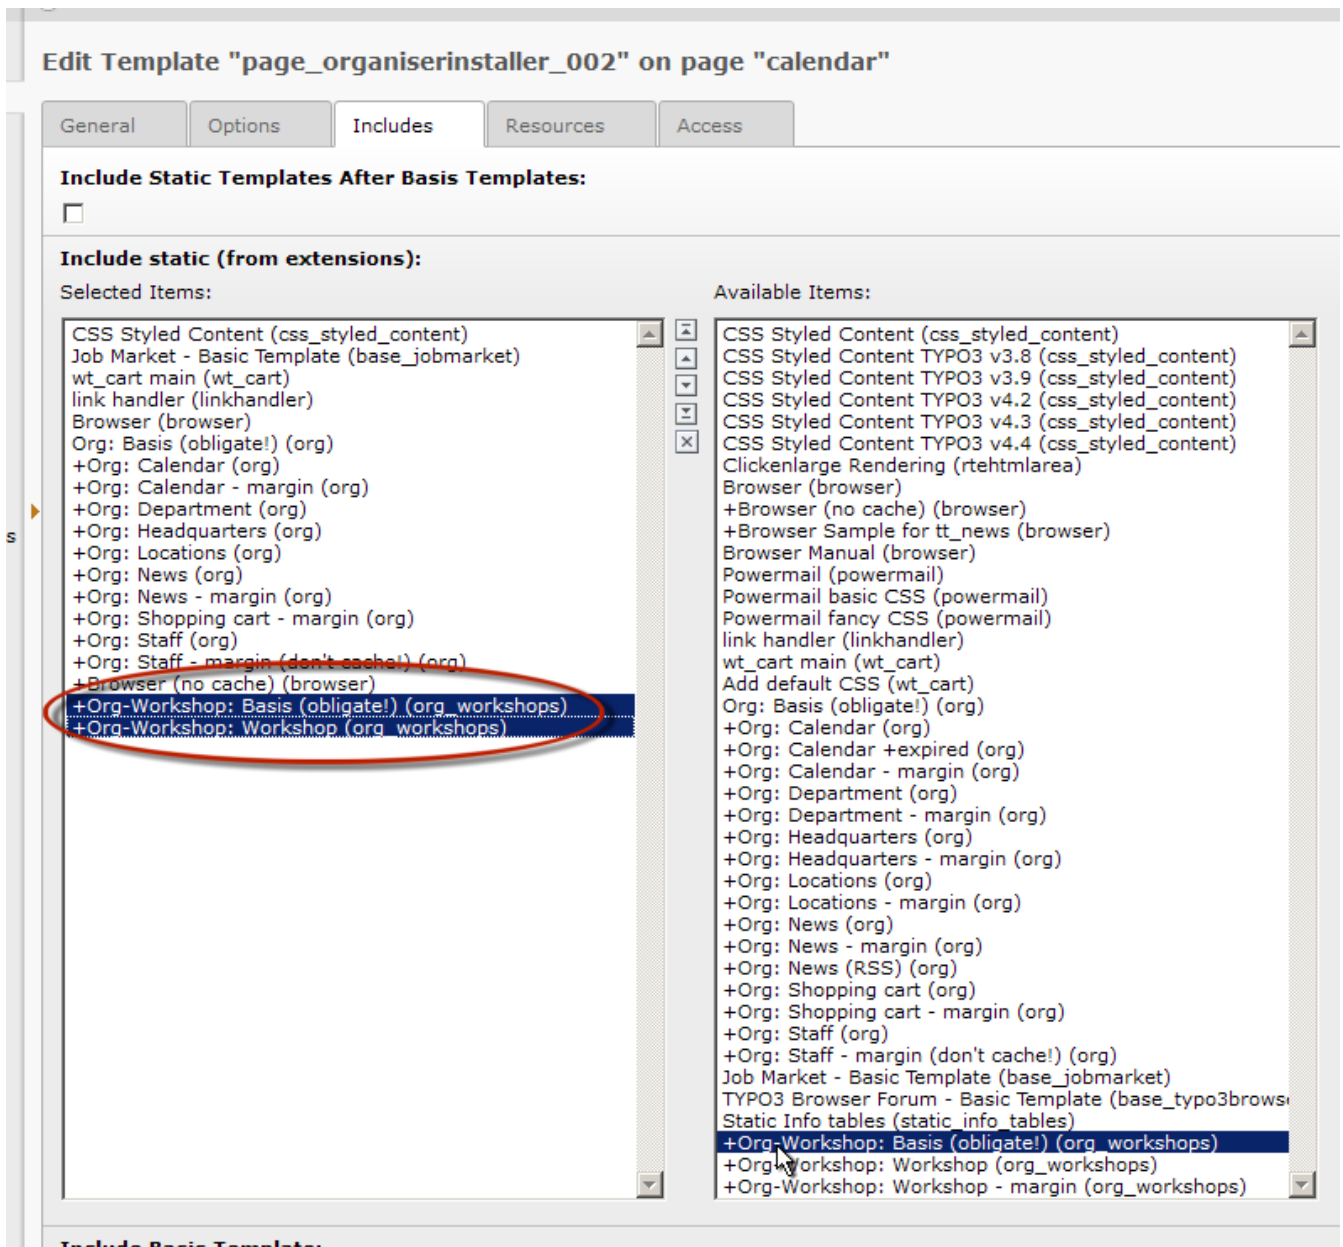 Edit Template "page_organiserinstaller_002" on page "calendar"
General Options Includes Resources Access
Include Static Templates After Basis Templates:
Include static (from extensions):
Selected Items:
CSS Styled Content (css_styled_content)
Job Market - Basic Template (base_jobmarket)
wt_cart main (wt_cart)
link handler (linkhandler)
Browser (browser)
Org: Basis (obligate!) (org)
+Org: Calendar (org)
+Org: Calendar - margin (org)
+Org: Department (org)
+Org: Headquarters (org)
+Org: Locations (org)
+Org: News (org)
+Org: News - margin (org)
+Org: Shopping cart - margin (org)
+Org: Staff (org)
+Org: Staff - margin (don't cache!) (org)
+Browser (no cache) (browser)
+Org-Workshop: Basis (obligate!) (org_workshops)
+Org-Workshop: Workshop (org_workshops)
Available Items:
CSS Styled Content (css_styled_content)
CSS Styled Content TYPO3 v3.8 (css_styled_content)
CSS Styled Content TYPO3 v3.9 (css_styled_content)
CSS Styled Content TYPO3 v4.2 (css_styled_content)
CSS Styled Content TYPO3 v4.3 (css_styled_content)
CSS Styled Content TYPO3 v4.4 (css_styled_content)
Clickenlarge Rendering (rtehtmlarea)
Browser (browser)
+Browser (no cache) (browser)
+Browser Sample for tt_news (browser)
Browser Manual (browser)
Powermail (powermail)
Powermail basic CSS (powermail)
Powermail fancy CSS (powermail)
link handler (linkhandler)
wt_cart main (wt_cart)
Add default CSS (wt_cart)
Org: Basis (obligate!) (org)
+Org: Calendar (org)
+Org: Calendar +expired (org)
+Org: Calendar - margin (org)
+Org: Department (org)
+Org: Department - margin (org)
+Org: Headquarters (org)
+Org: Headquarters - margin (org)
+Org: Locations (org)
+Org: Locations - margin (org)
+Org: News (org)
+Org: News - margin (org)
+Org: News (RSS) (org)
+Org: Shopping cart (org)
+Org: Shopping cart - margin (org)
+Org: Staff (org)
+Org: Staff - margin (don't cache!) (org)
Job Market - Basic Template (base_jobmarket)
TYPO3 Browser Forum - Basic Template (base_typo3brows
Static Info tables (static_info_tables)
+Org-Workshop: Basis (obligate!) (org_workshops)
+Org-Workshop: Workshop (org_workshops)
+Org-Workshop: Workshop - margin (org_workshops)
s
Include Basis Template: